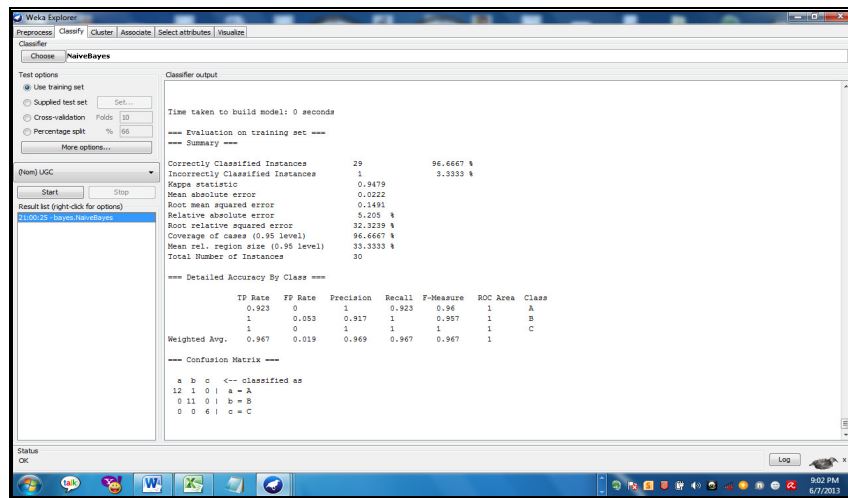 Weka Explorer
Preprocess Classify Cluster Associate Select attributes Visualize
Classifier
Choose NaiveBayes
Test options
Use training set
Supplied test set Set...
Cross-validation Folds 10
Percentage split % 66
More options...
(Nom) UGC
Start Stop
Result list (right-click for options)
21:00:25 - bayes.NaiveBayes
Classifier output
Time taken to build model: 0 seconds
=== Evaluation on training set ===
=== Summary ===
Correctly Classified Instances 29 96.6667 %
Incorrectly Classified Instances 1 3.3333 %
Kappa statistic 0.9479
Mean absolute error 0.0222
Root mean squared error 0.1491
Relative absolute error 5.205 %
Root relative squared error 32.3239 %
Coverage of cases (0.95 level) 96.6667 %
Mean rel. region size (0.95 level) 33.3333 %
Total Number of Instances 30
=== Detailed Accuracy By Class ===
TP Rate FP Rate Precision Recall F-Measure ROC Area Class
0.923 0 1 0.923 0.96 1 A
1 0.053 0.917 1 0.957 1 B
1 0 1 1 1 1 C
Weighted Avg. 0.967 0.019 0.969 0.967 0.967 1
=== Confusion Matrix ===
a b c <-- classified as
12 1 0 | a = A
0 11 0 | b = B
0 0 6 | c = C
Status
OK
Log x 0
talk
9:02 PM
6/7/2013